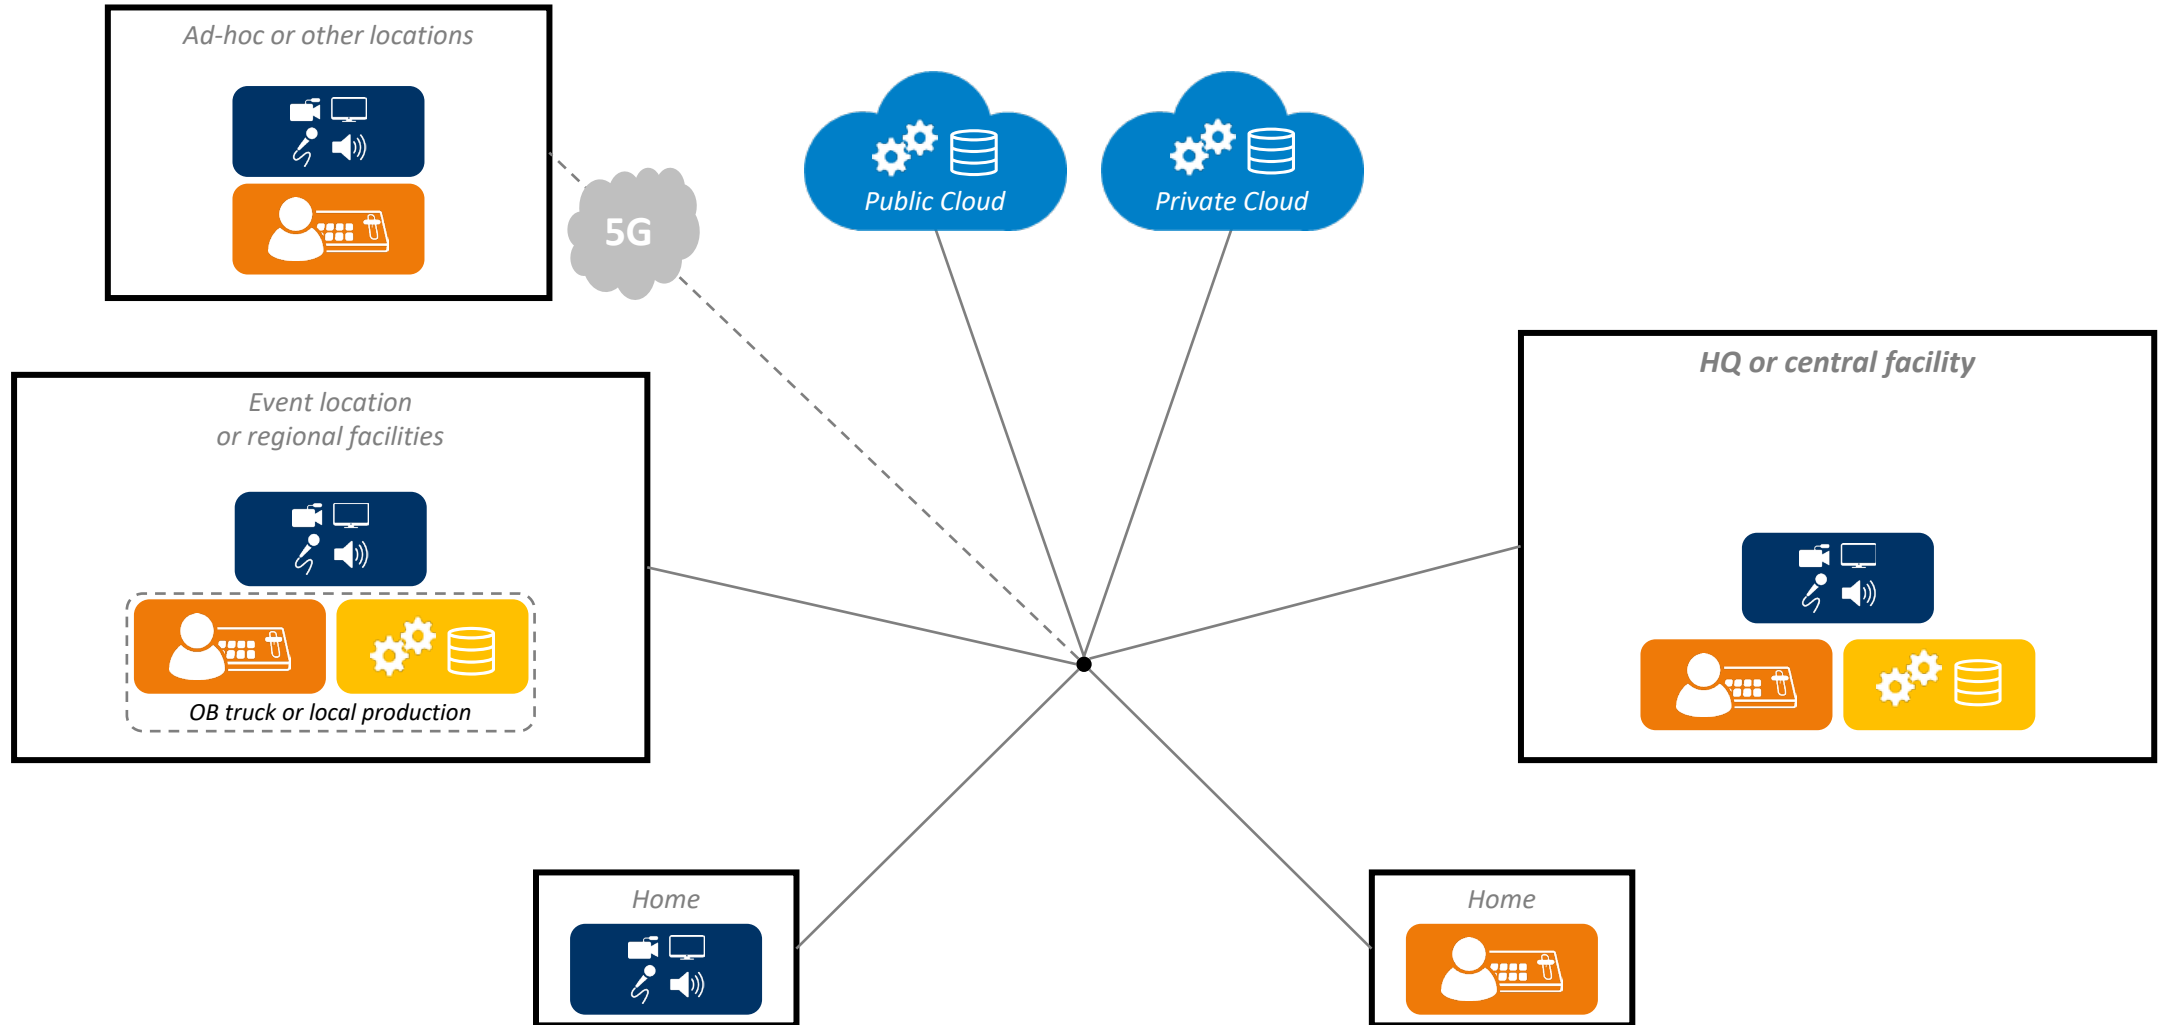 Ad-hoc or other locations
5G
Public Cloud
Private Cloud
HQ or central facility
Event location
or regional facilities
OB truck or local production
Home
Home